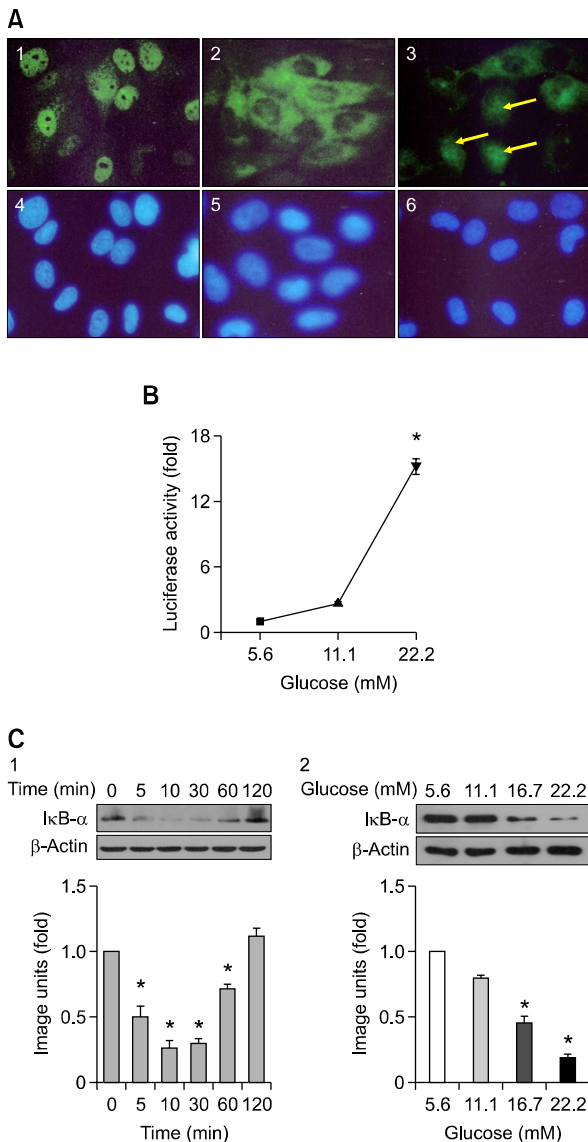 A
1 2 3
4 5 6
B
Luciferase activity (fold)
18
12
6
0
*
5.6 11.1 22.2
Glucose (mM)
C
1
Time (min) 0 5 10 30 60 120
IκB-α
β-Actin
Image units (fold)
1.5
1.0
0.5
0
* * * *
0 5 10 30 60 120
Time (min)
2
Glucose (mM) 5.6 11.1 16.7 22.2
IκB-α
β-Actin
Image units (fold)
1.5
1.0
0.5
0
* *
5.6 11.1 16.7 22.2
Glucose (mM)